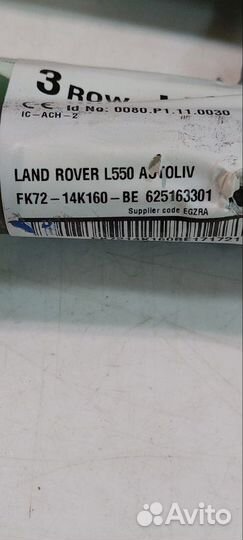 3 ROW
CE Id No: 0080.P1.11.0030
IC-ACH-2
LAND ROVER L550 AUTOLIV
FK72-14K160-BE 625163301
Supplier code EGZRA
Avito